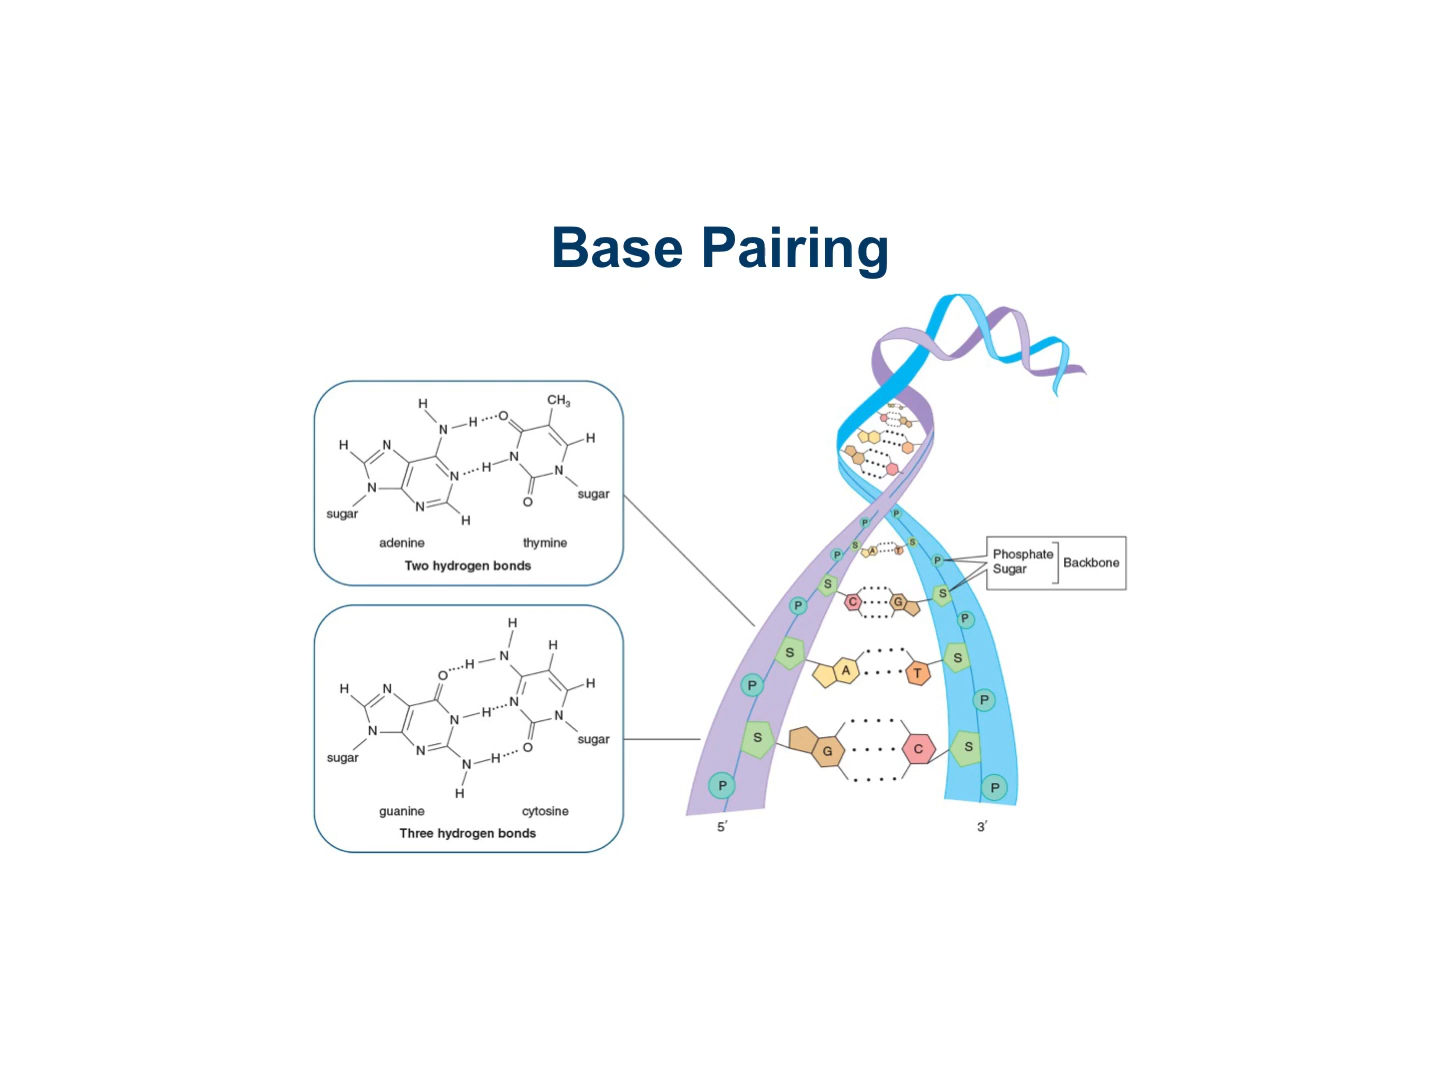 Base Pairing
CH3
H
H
O
N
H
H
N
H
N
H
N
N
N
N
O
sugar
sugar
H
adenine
thymine
Two hydrogen bonds
H
H
N
H
O
H
N
H
N
H
N
N
N
O
sugar
sugar
N
H
N
H
guanine
cytosine
Three hydrogen bonds
P
P
S
A
T
S
P
P
Phosphate
Sugar
Backbone
S
C
G
S
P
P
S
A
T
S
P
P
S
G
C
S
P
P
5′
3′